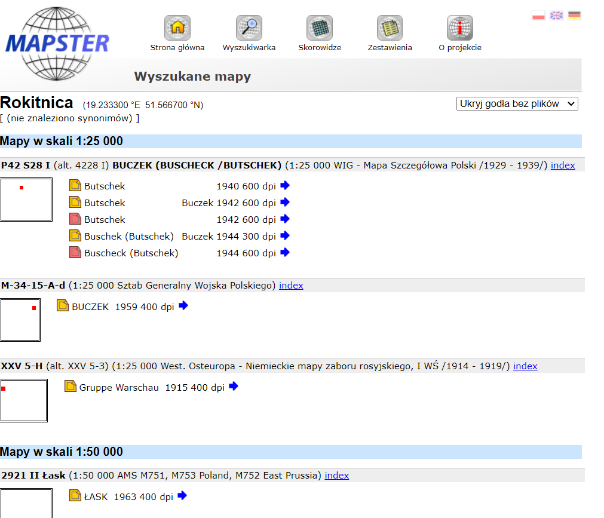 MAPSTER
Strona główna
Wyszukiwarka
Skorowidze
Zestawienia
O projekcie
Wyszukane mapy
Rokitnica (19.233300 °E 51.566700 °N)
Ukryj godła bez plików
[ (nie znaleziono synonimów) ]
Mapy w skali 1:25 000
P42 S28 I (alt. 4228 I) BUCZEK (BUSCHECK /BUTSCHEK) (1:25 000 WIG - Mapa Szczegółowa Polski /1929 - 1939/) index
Butschek 1940 600 dpi
Butschek Buczek 1942 600 dpi
Butschek 1942 600 dpi
Buschek (Butschek) Buczek 1944 300 dpi
Buscheck (Butschek) 1944 600 dpi
M-34-15-A-d (1:25 000 Sztab Generalny Wojska Polskiego) index
BUCZEK 1959 400 dpi
XXV 5-H (alt. XXV 5-3) (1:25 000 West. Osteuropa - Niemieckie mapy zaboru rosyjskiego, I WŚ /1914 - 1919/) index
Gruppe Warschau 1915 400 dpi
Mapy w skali 1:50 000
2921 II Łask (1:50 000 AMS M751, M753 Poland, M752 East Prussia) index
ŁASK 1963 400 dpi